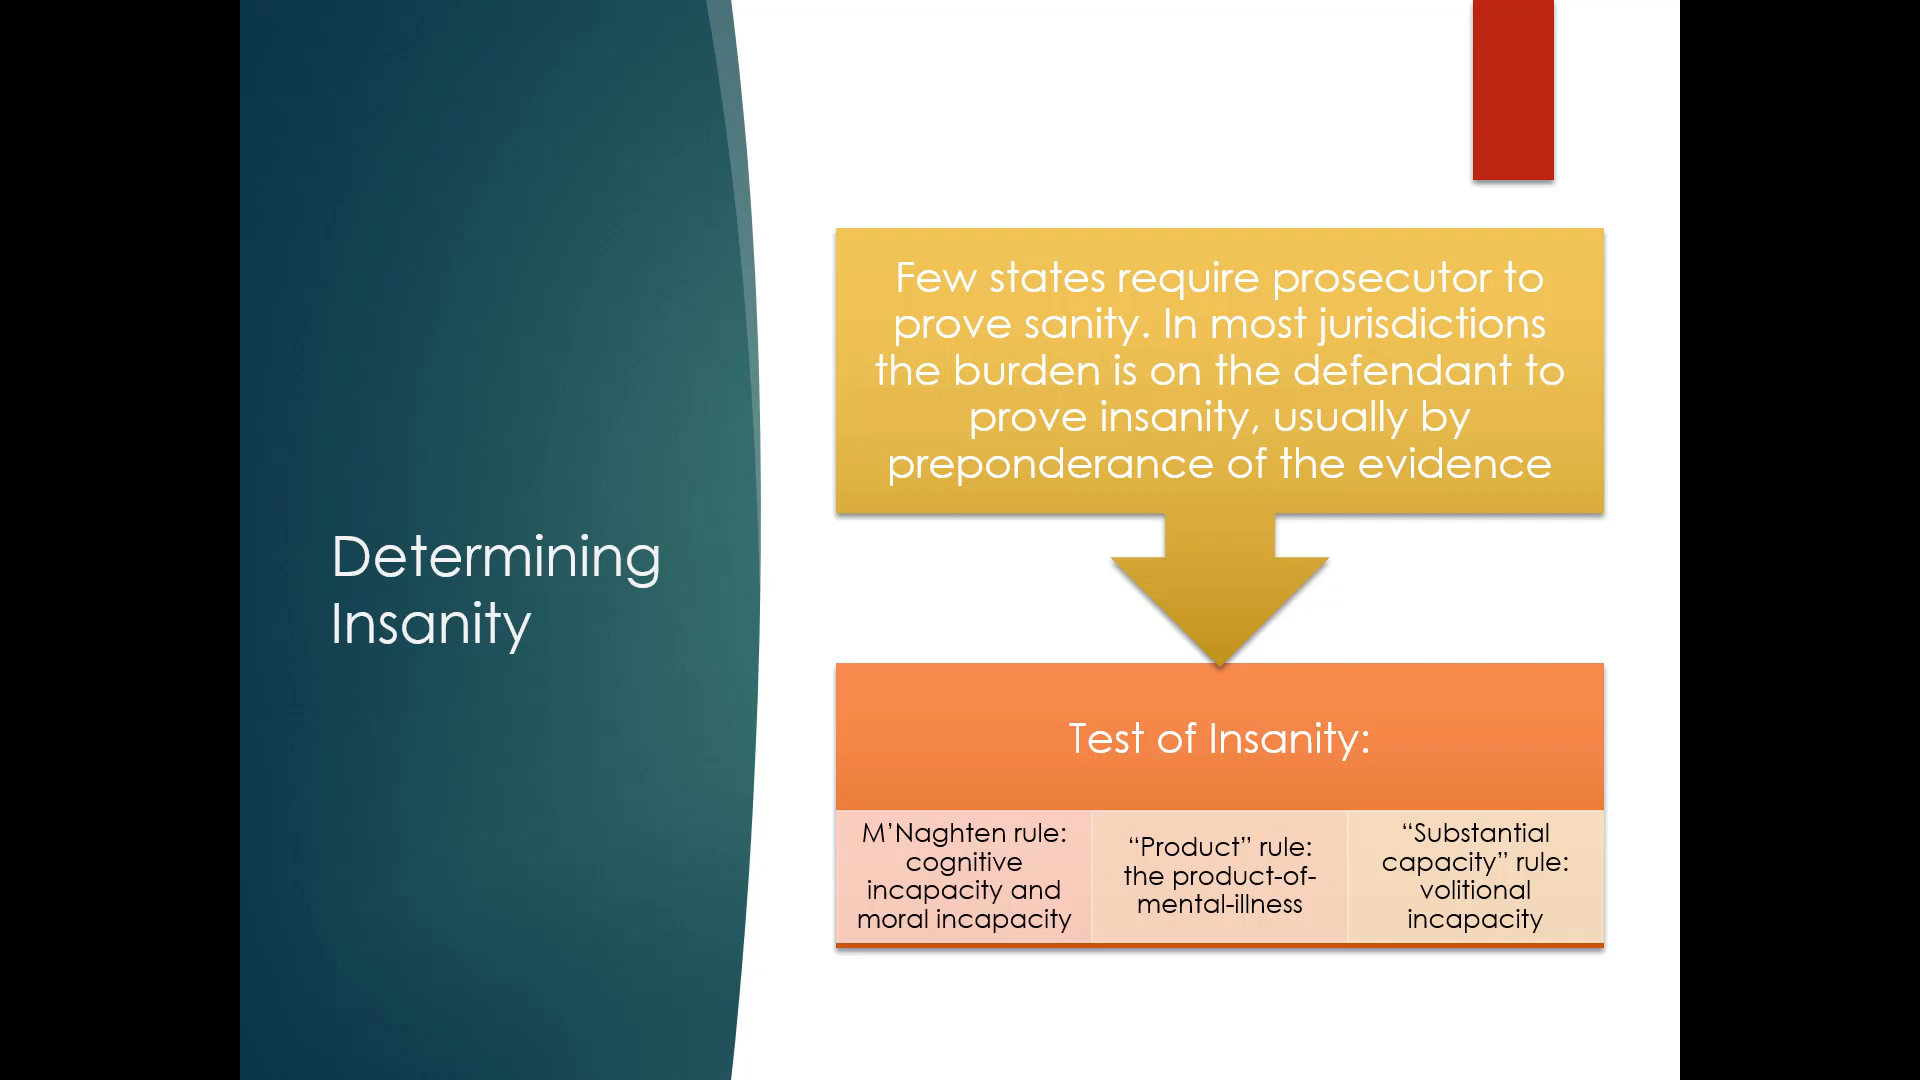 Determining
Insanity
Few states require prosecutor to
prove sanity. In most jurisdictions
the burden is on the defendant to
prove insanity, usually by
preponderance of the evidence
Test of Insanity:
M’Naghten rule:
cognitive
incapacity and
moral incapacity
“Product” rule:
the product-of-
mental-illness
“Substantial
capacity” rule:
volitional
incapacity